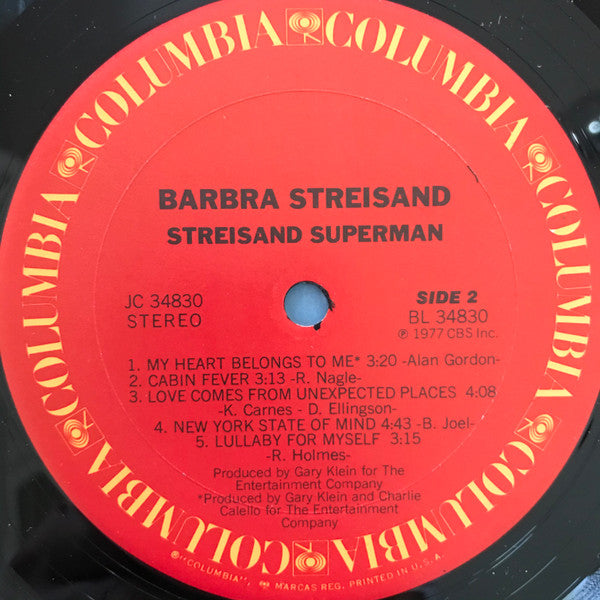 COLUMBIA COLUMBIA COLUMBIA COLUMBIA COLUMBIA COLUMBIA
BARBRA STREISAND
STREISAND SUPERMAN
JC 34830
STEREO
SIDE 2
BL 34830
℗ 1977 CBS Inc.
1. MY HEART BELONGS TO ME* 3:20 -Alan Gordon-
2. CABIN FEVER 3:13 -R. Nagle-
3. LOVE COMES FROM UNEXPECTED PLACES 4:08
-K. Carnes - D. Ellingson-
4. NEW YORK STATE OF MIND 4:43 -B. Joel-
5. LULLABY FOR MYSELF 3:15
-R. Holmes-
Produced by Gary Klein for The
Entertainment Company
*Produced by Gary Klein and Charlie
Calello for The Entertainment
Company
®"COLUMBIA", MARCAS REG. PRINTED IN U.S.A.